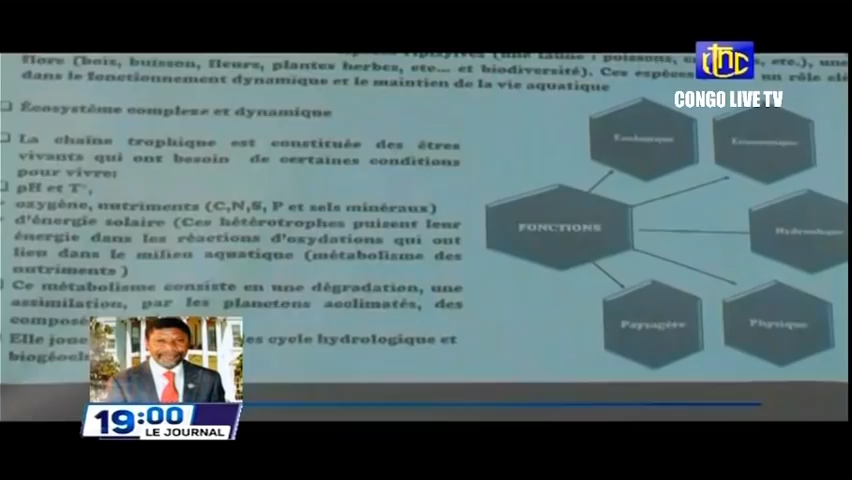 flore (bois, buisson, fleurs, plantes herbes, etc... et biodiversité). Ces espèces un rôle clé
dans le fonctionnement dynamique et le maintien de la vie aquatique
Écosystème complexe et dynamique
La chaîne trophique est constituée des êtres
vivants qui ont besoin de certaines conditions
pour vivre:
pH et T°,
oxygène, nutriments (C,N,S, P et sels minéraux)
d'énergie solaire (Ces hétérotrophes puisent leur
énergie dans les réactions d'oxydations qui ont
lieu dans le milieu aquatique (métabolisme des
nutriments )
Ce métabolisme consiste en une dégradation, une
assimilation, par les planctons acclimatés, des
composé
Elle joue cycle hydrologique et
FONCTIONS
Economique
Paysagère
Physique
CONGO LIVE TV
19:00
LE JOURNAL